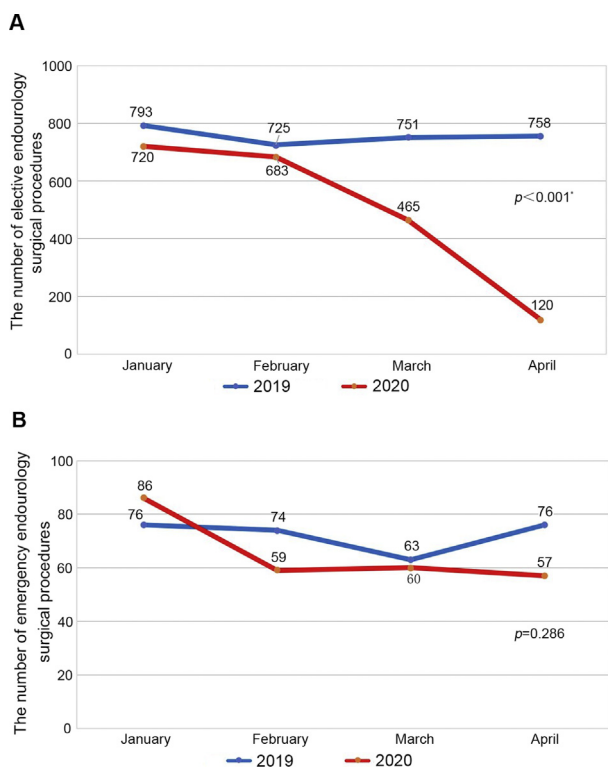 A
The number of elective endourology
surgical procedures
1000
800
600
400
200
0
793
725
751
758
720
683
465
120
p<0.001*
January
February
March
April
2019
2020
B
The number of emergency endourology
surgical procedures
100
80
60
40
20
0
86
76
74
59
63
60
76
57
p=0.286
January
February
March
April
2019
2020